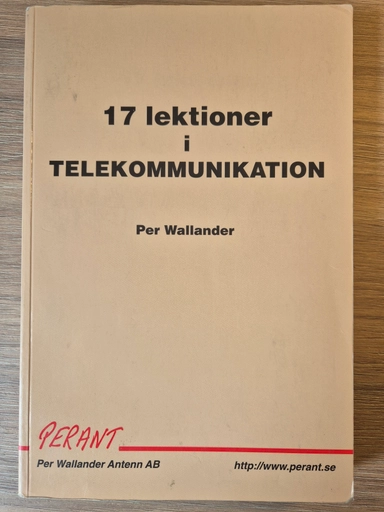 17 lektioner
i
TELEKOMMUNIKATION
Per Wallander
PERANT
Per Wallander Antenn AB
http://www.perant.se